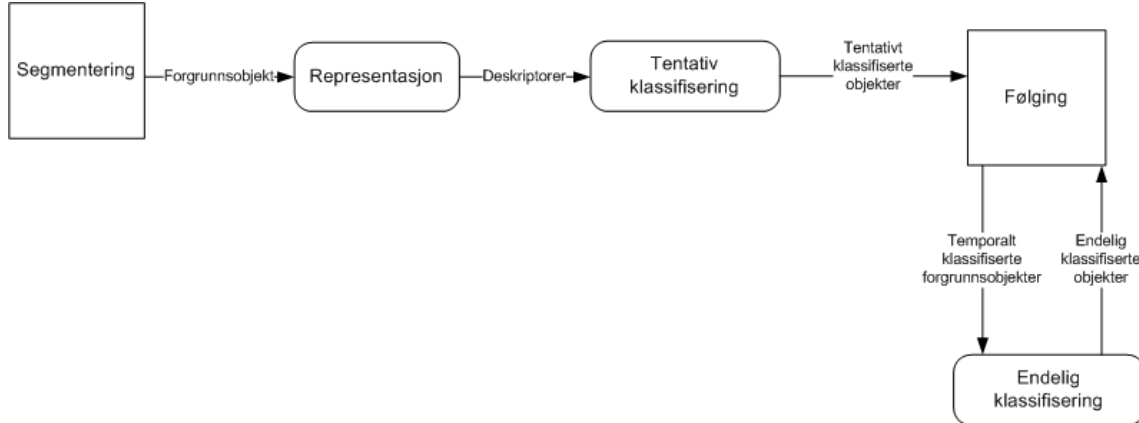 Segmentering
Forgrunnsobjekt
Representasjon
Deskriptorer
Tentativ
klassifisering
Tentativt
klassifiserte
objekter
Følging
Temporalt
klassifiserte
forgrunnsobjekter
Endelig
klassifiserte
objekter
Endelig
klassifisering